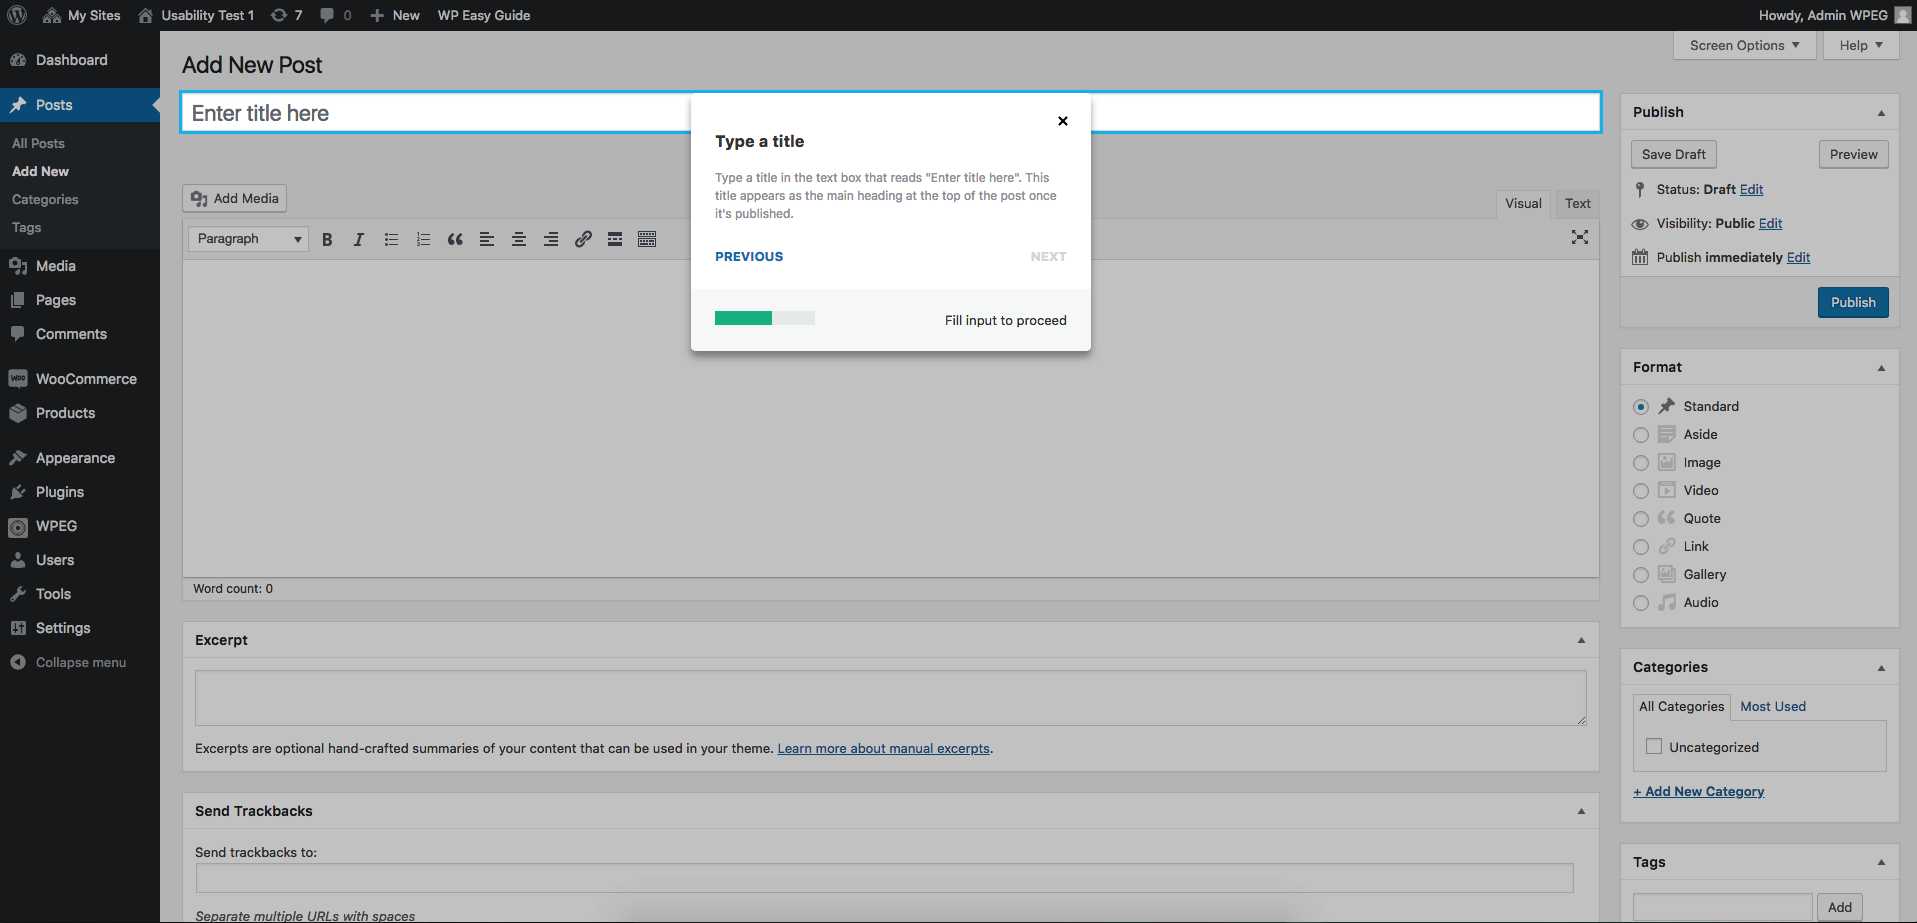 My Sites
Usability Test 1
7
0
New
WP Easy Guide
Howdy, Admin WPEG
Dashboard
Posts
All Posts
Add New
Categories
Tags
Media
Pages
Comments
WooCommerce
Products
Appearance
Plugins
WPEG
Users
Tools
Settings
Collapse menu
Screen Options
Help
Add New Post
Enter title here
Type a title
Type a title in the text box that reads "Enter title here". This
title appears as the main heading at the top of the post once
it's published.
PREVIOUS
NEXT
Fill input to proceed
Add Media
Visual
Text
Paragraph
Word count: 0
Excerpt
Excerpts are optional hand-crafted summaries of your content that can be used in your theme. Learn more about manual excerpts.
Send Trackbacks
Send trackbacks to:
Separate multiple URLs with spaces
Publish
Save Draft
Preview
Status: Draft Edit
Visibility: Public Edit
Publish immediately Edit
Publish
Format
Standard
Aside
Image
Video
Quote
Link
Gallery
Audio
Categories
All Categories
Most Used
Uncategorized
+ Add New Category
Tags
Add